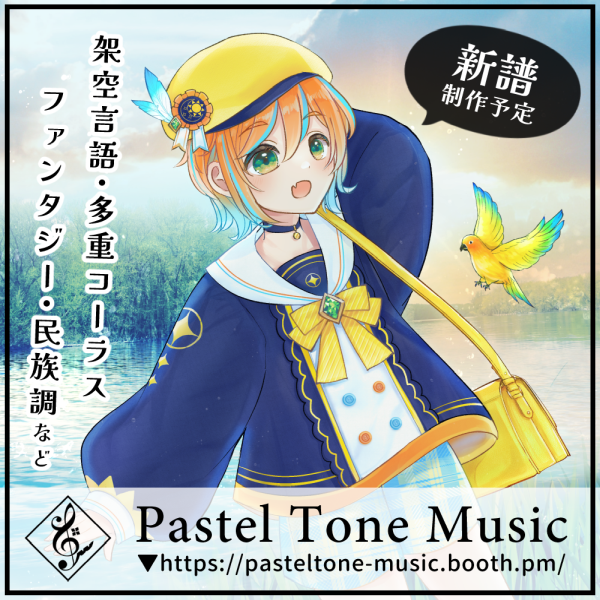 架空言語・多重コーラス
ファンタジー・民族調など
新譜
制作予定
Pastel Tone Music
▼https://pasteltone-music.booth.pm/